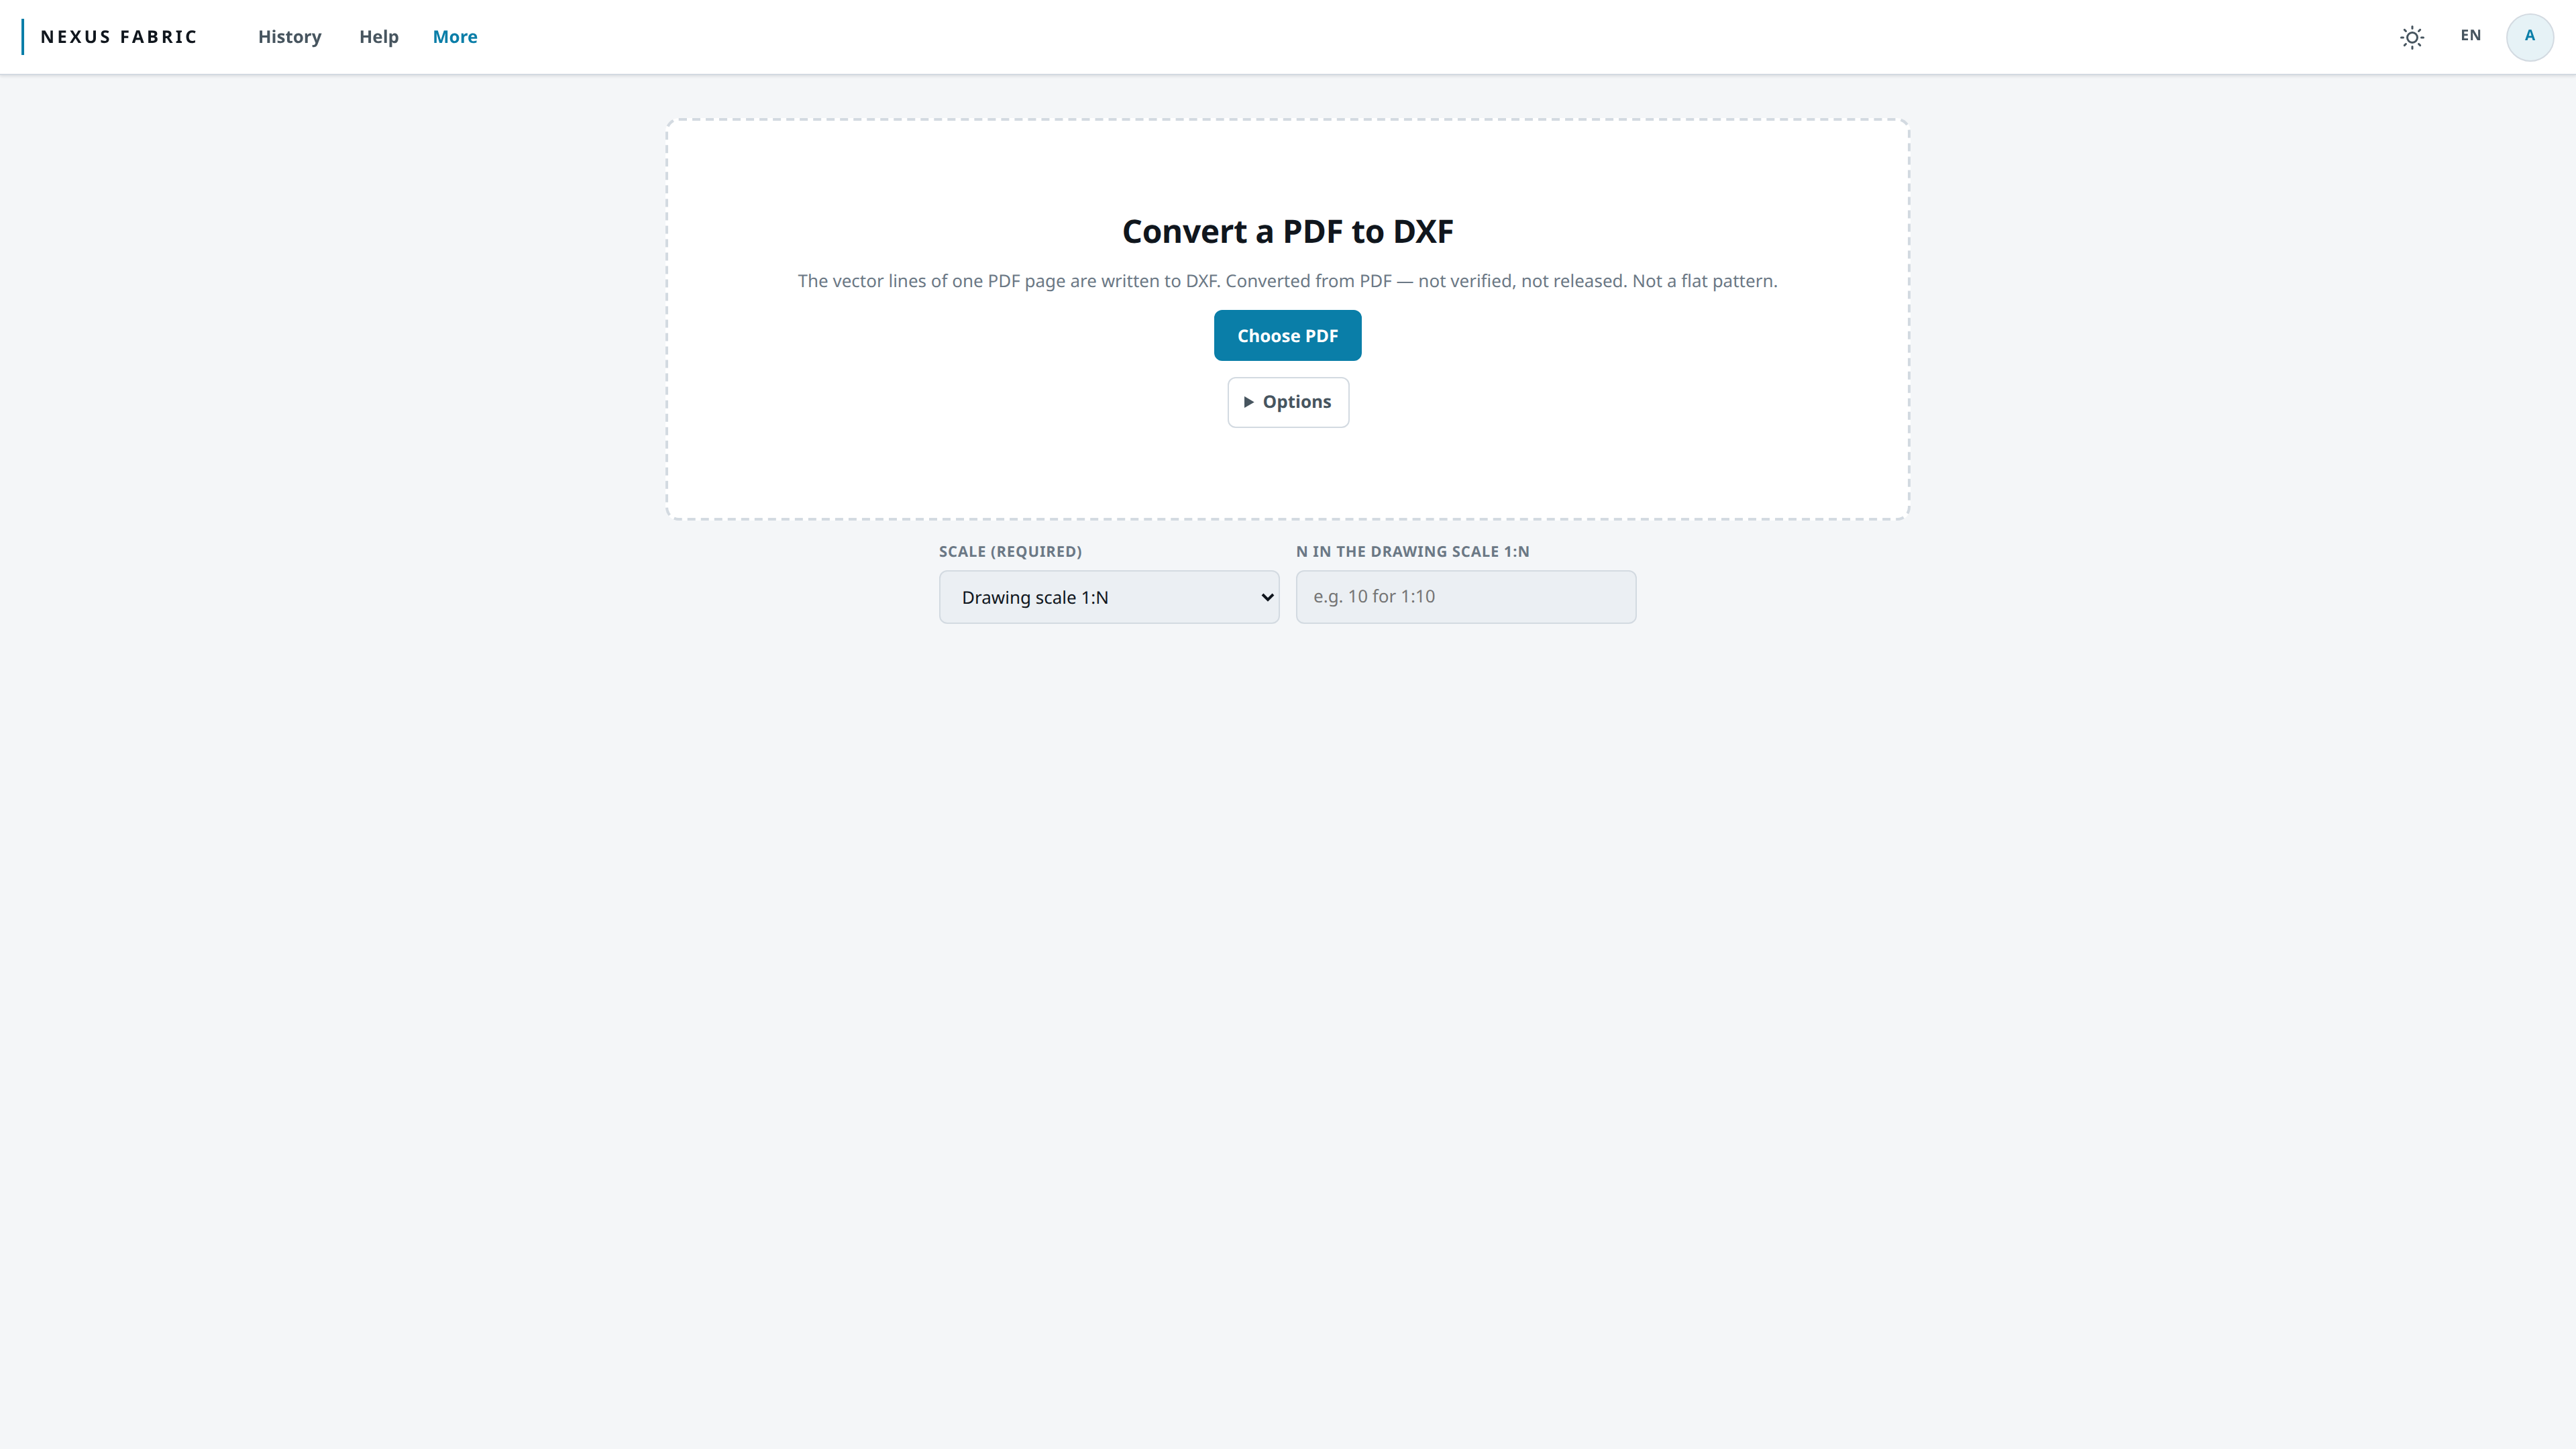 NEXUS FABRIC History Help More EN A
Convert a PDF to DXF
The vector lines of one PDF page are written to DXF. Converted from PDF — not verified, not released. Not a flat pattern.
Choose PDF
Options
SCALE (REQUIRED) N IN THE DRAWING SCALE 1:N
Drawing scale 1:N e.g. 10 for 1:10